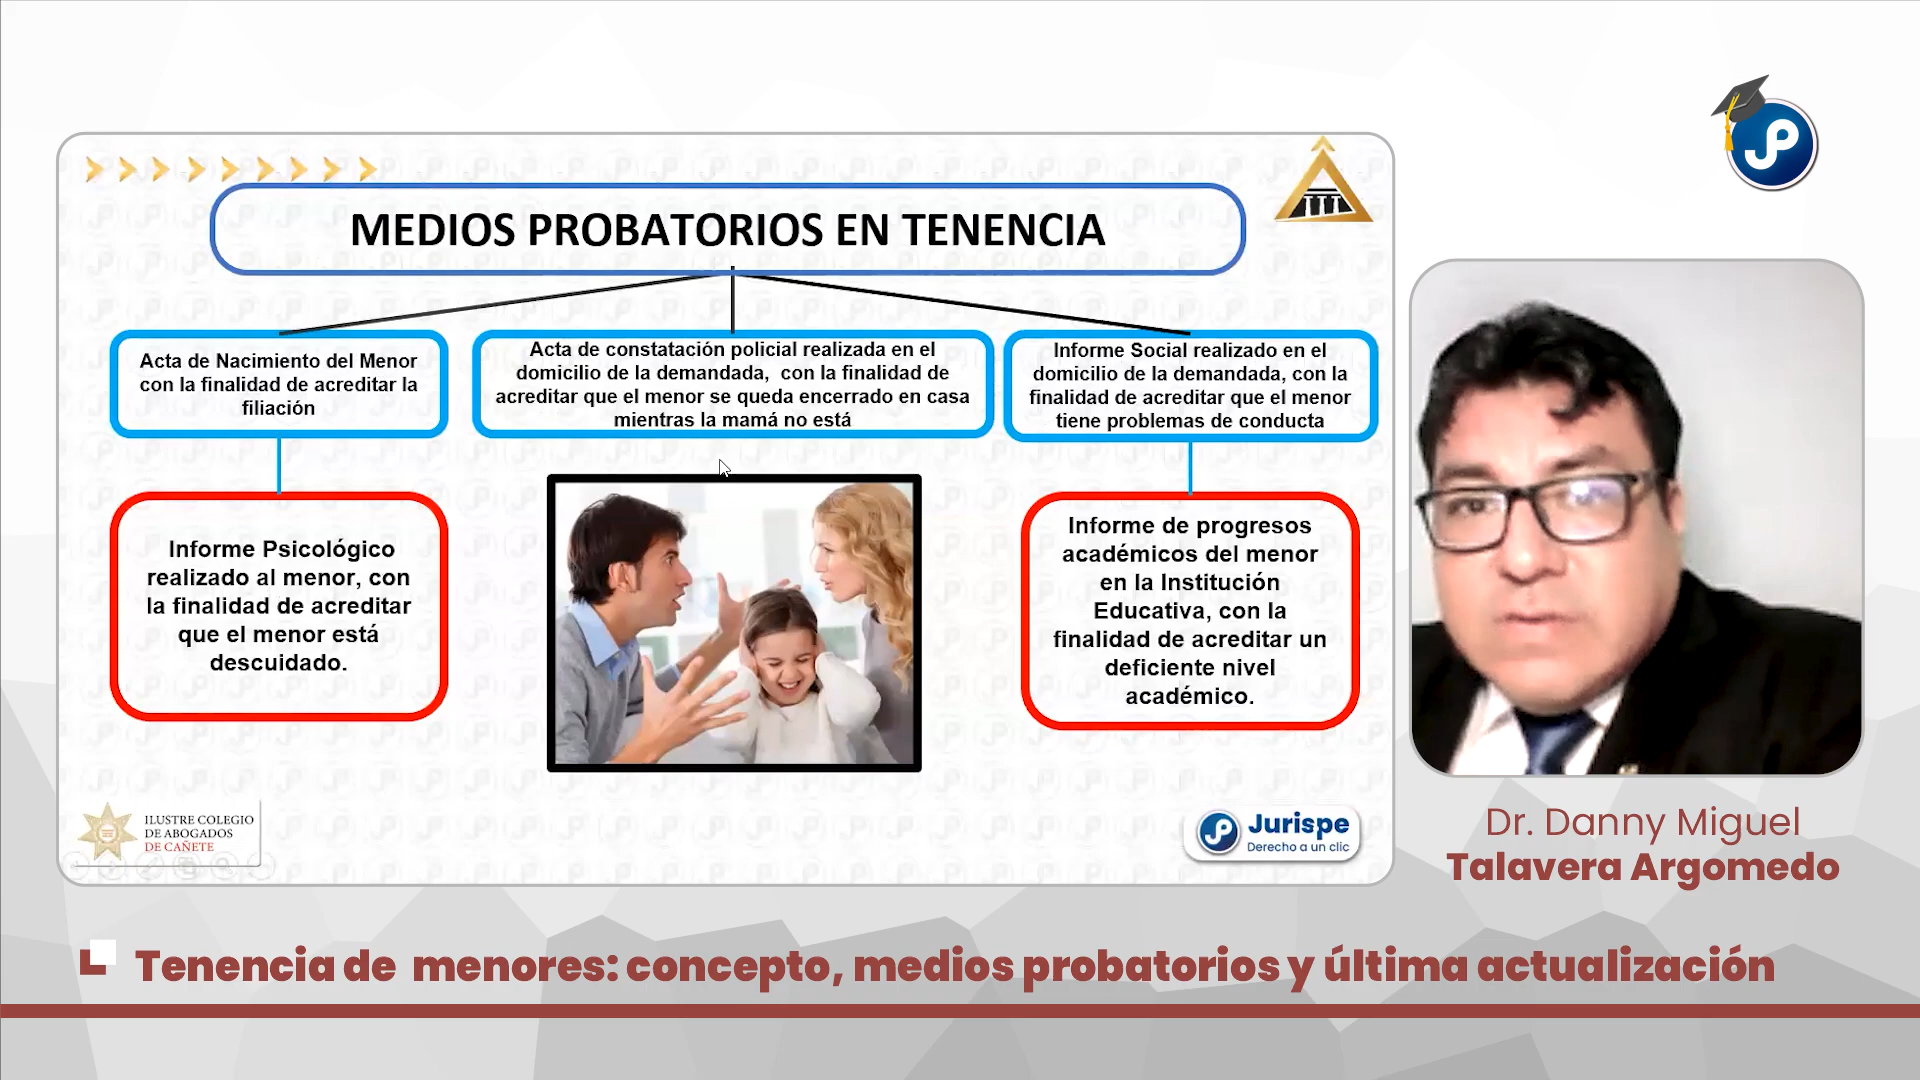 MEDIOS PROBATORIOS EN TENENCIA
Acta de Nacimiento del Menor
con la finalidad de acreditar la
filiación
Acta de constatación policial realizada en el
domicilio de la demandada, con la finalidad de
acreditar que el menor se queda encerrado en casa
mientras la mamá no está
Informe Social realizado en el
domicilio de la demandada, con la
finalidad de acreditar que el menor
tiene problemas de conducta
Informe Psicológico
realizado al menor, con
la finalidad de acreditar
que el menor está
descuidado.
Informe de progresos
académicos del menor
en la Institución
Educativa, con la
finalidad de acreditar un
deficiente nivel
académico.
ILUSTRE COLEGIO
DE ABOGADOS
DE CAÑETE
JP
Jurispe
Derecho a un clic
JP
Dr. Danny Miguel
Talavera Argomedo
Tenencia de menores: concepto, medios probatorios y última actualización